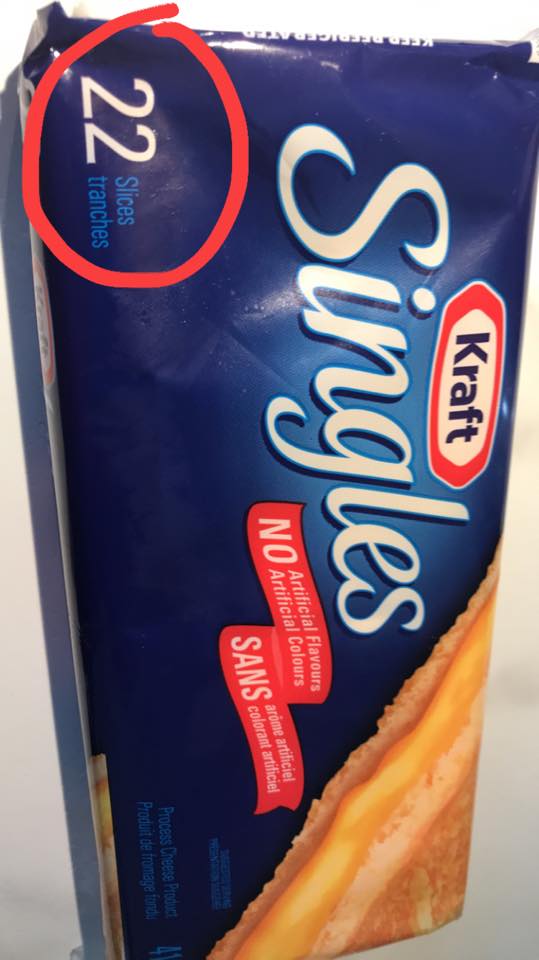 KEEP REFRIGERATED
Kraft
Singles
22
Slices
tranches
NO
Artificial Flavours
Artificial Colours
SANS
arôme artificiel
colorant artificiel
Process Cheese Product
Produit de fromage fondu